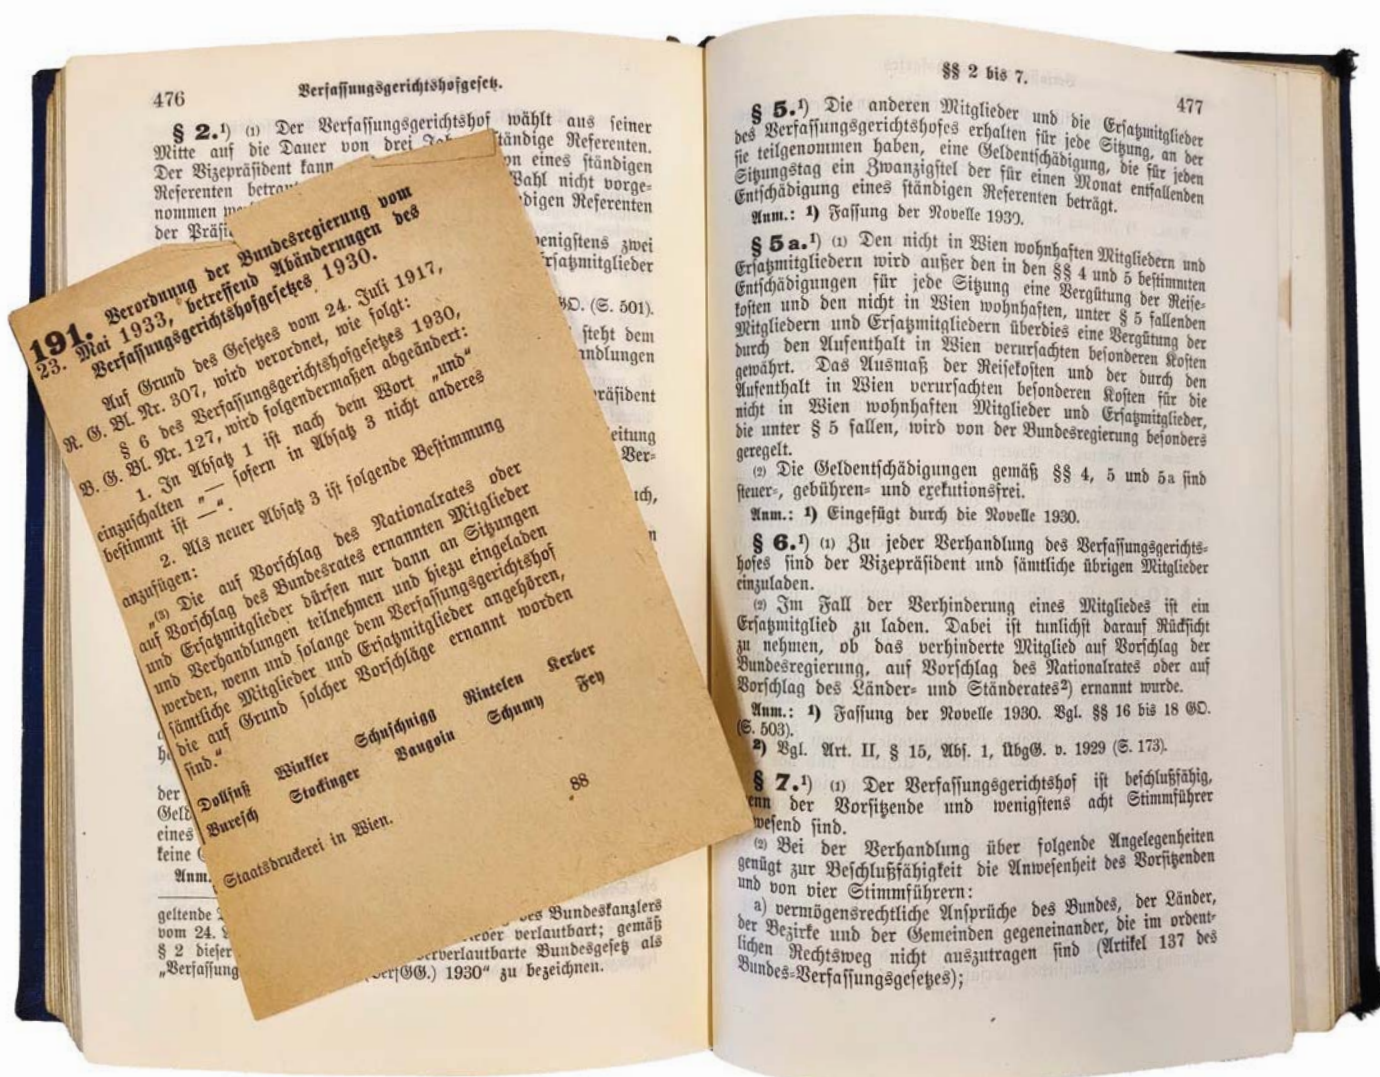 476
Verfassungsgerichtshofgesetz.
§ 2.¹) (1) Der Verfassungsgerichtshof wählt aus seiner
Mitte auf die Dauer von drei ständige Referenten.
Der Vizepräsident kann eines ständigen
Referenten Wahl nicht vorge-
nommen Referenten
der
wenigstens zwei
Ersatzmitglieder
GO. (S. 501).
steht dem
andlungen
präsident
eitung
Ver-
uch,
n
der
Geld
eines
keine
Anm.
geltende des Bundeskanzlers
vom 24. verlautbart; gemäß
§ 2 dieser verlautbarte Bundesgesetz als
„Verfassung (VerfGG.) 1930“ zu bezeichnen.
191. Verordnung der Bundesregierung vom
23. Mai 1933, betreffend Abänderungen des
Verfassungsgerichtshofgesetzes 1930.
Auf Grund des Gesetzes vom 24. Juli 1917,
R. G. Bl. Nr. 307, wird verordnet, wie folgt:
§ 6 des Verfassungsgerichtshofgesetzes 1930,
B. G. Bl. Nr. 127, wird folgendermaßen abgeändert:
1. In Absatz 1 ist nach dem Wort „und“
einzuschalten „— sofern in Absatz 3 nicht anderes
bestimmt ist —“.
2. Als neuer Absatz 3 ist folgende Bestimmung
anzufügen:
„(3) Die auf Vorschlag des Nationalrates oder
auf Vorschlag des Bundesrates ernannten Mitglieder
und Ersatzmitglieder dürfen nur dann an Sitzungen
und Verhandlungen teilnehmen und hiezu eingeladen
werden, wenn und solange dem Verfassungsgerichtshof
sämtliche Mitglieder und Ersatzmitglieder angehören,
die auf Grund solcher Vorschläge ernannt worden
sind.“
Dollfuß Winkler Schuschnigg Rintelen Kerber
Buresch Stockinger Vaugoin Schumy Fey
Staatsdruckerei in Wien. 88
§§ 2 bis 7.
477
§ 5.¹) Die anderen Mitglieder und die Ersatzmitglieder
des Verfassungsgerichtshofes erhalten für jede Sitzung, an der
sie teilgenommen haben, eine Geldentschädigung, die für jeden
Sitzungstag ein Zwanzigstel der für einen Monat entfallenden
Entschädigung eines ständigen Referenten beträgt.
Anm.: ¹) Fassung der Novelle 1930.
§ 5a.¹) (1) Den nicht in Wien wohnhaften Mitgliedern und
Ersatzmitgliedern wird außer den in den §§ 4 und 5 bestimmten
Entschädigungen für jede Sitzung eine Vergütung der Reise-
kosten und den nicht in Wien wohnhaften, unter § 5 fallenden
Mitgliedern und Ersatzmitgliedern überdies eine Vergütung der
durch den Aufenthalt in Wien verursachten besonderen Kosten
gewährt. Das Ausmaß der Reisekosten und der durch den
Aufenthalt in Wien verursachten besonderen Kosten für die
nicht in Wien wohnhaften Mitglieder und Ersatzmitglieder,
die unter § 5 fallen, wird von der Bundesregierung besonders
geregelt.
(2) Die Geldentschädigungen gemäß §§ 4, 5 und 5a sind
steuer-, gebühren- und exekutionsfrei.
Anm.: ¹) Eingefügt durch die Novelle 1930.
§ 6.¹) (1) Zu jeder Verhandlung des Verfassungsgerichts-
hofes sind der Vizepräsident und sämtliche übrigen Mitglieder
einzuladen.
(2) Im Fall der Verhinderung eines Mitgliedes ist ein
Ersatzmitglied zu laden. Dabei ist tunlichst darauf Rücksicht
zu nehmen, ob das verhinderte Mitglied auf Vorschlag der
Bundesregierung, auf Vorschlag des Nationalrates oder auf
Vorschlag des Länder- und Ständerates²) ernannt wurde.
Anm.: ¹) Fassung der Novelle 1930. Vgl. §§ 16 bis 18 GO.
(S. 503).
²) Vgl. Art. II, § 15, Abs. 1, ÜbgG. v. 1929 (S. 173).
§ 7.¹) (1) Der Verfassungsgerichtshof ist beschlußfähig,
wenn der Vorsitzende und wenigstens acht Stimmführer
anwesend sind.
(2) Bei der Verhandlung über folgende Angelegenheiten
genügt zur Beschlußfähigkeit die Anwesenheit des Vorsitzenden
und von vier Stimmführern:
a) vermögensrechtliche Ansprüche des Bundes, der Länder,
der Bezirke und der Gemeinden gegeneinander, die im ordent-
lichen Rechtsweg nicht auszutragen sind (Artikel 137 des
Bundes-Verfassungsgesetzes);